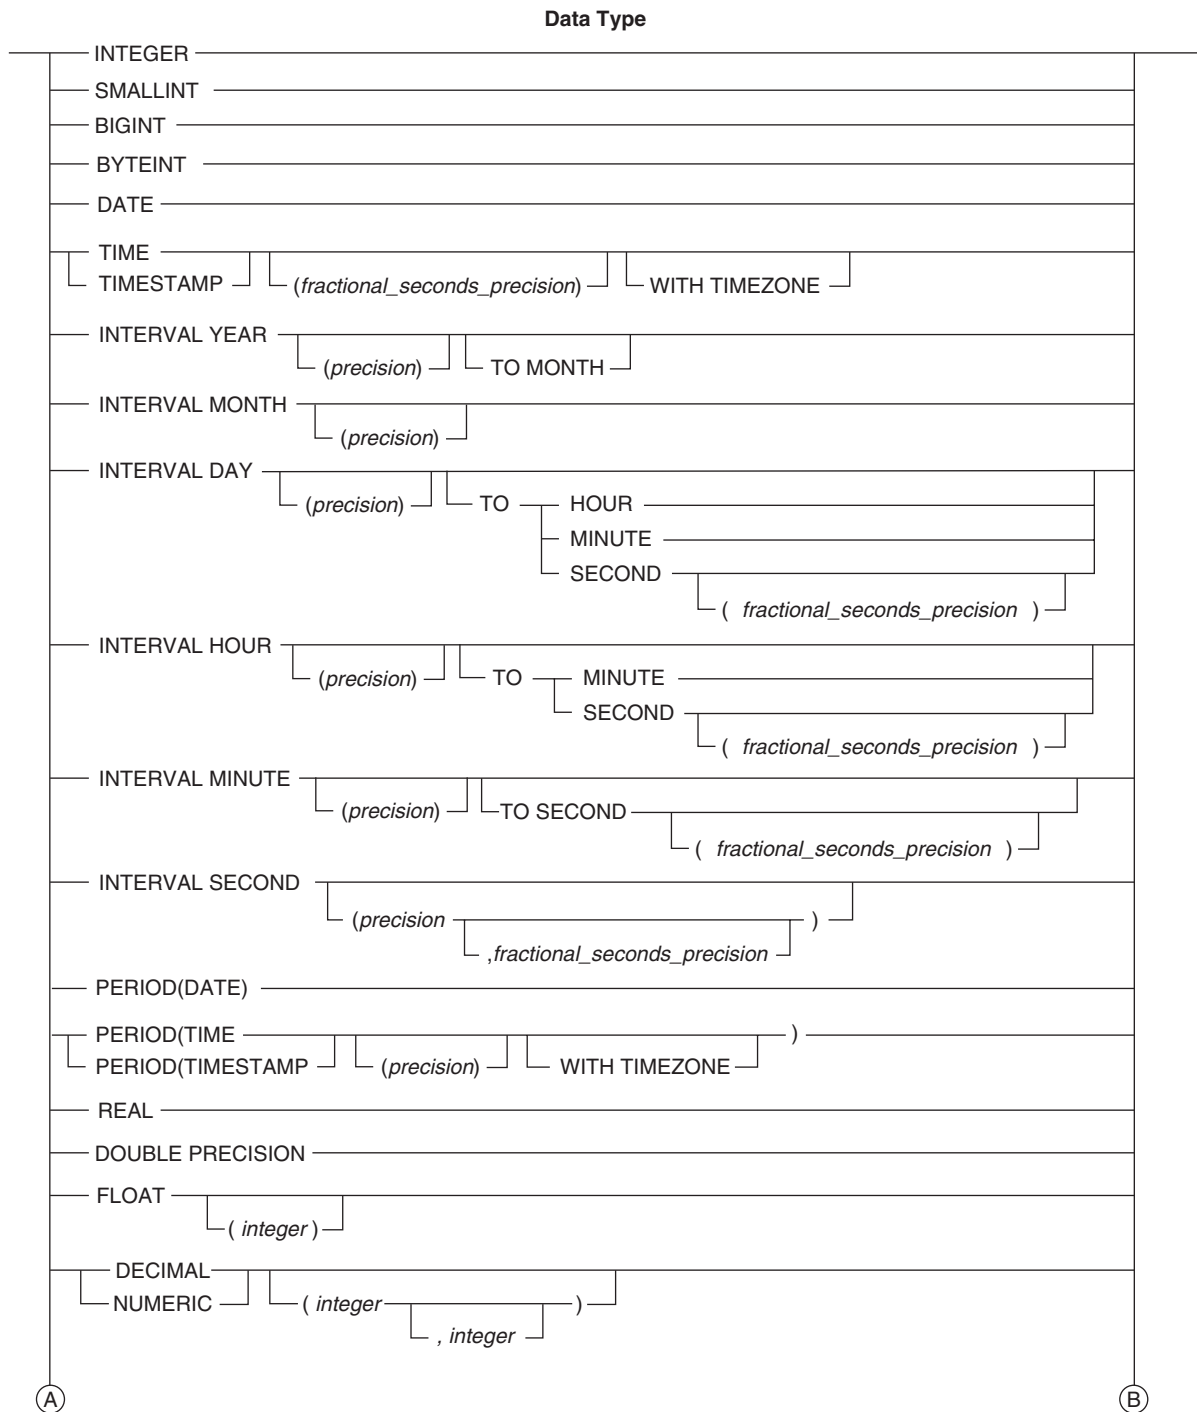 Data Type
INTEGER
SMALLINT
BIGINT
BYTEINT
DATE
TIME
TIMESTAMP (fractional_seconds_precision) WITH TIMEZONE
INTERVAL YEAR
(precision) TO MONTH
INTERVAL MONTH
(precision)
INTERVAL DAY
(precision) TO HOUR
MINUTE
SECOND
( fractional_seconds_precision )
INTERVAL HOUR
(precision) TO MINUTE
SECOND
( fractional_seconds_precision )
INTERVAL MINUTE
(precision) TO SECOND
( fractional_seconds_precision )
INTERVAL SECOND
(precision )
,fractional_seconds_precision
PERIOD(DATE)
PERIOD(TIME )
PERIOD(TIMESTAMP (precision) WITH TIMEZONE
REAL
DOUBLE PRECISION
FLOAT
( integer )
DECIMAL
NUMERIC ( integer )
, integer
A B